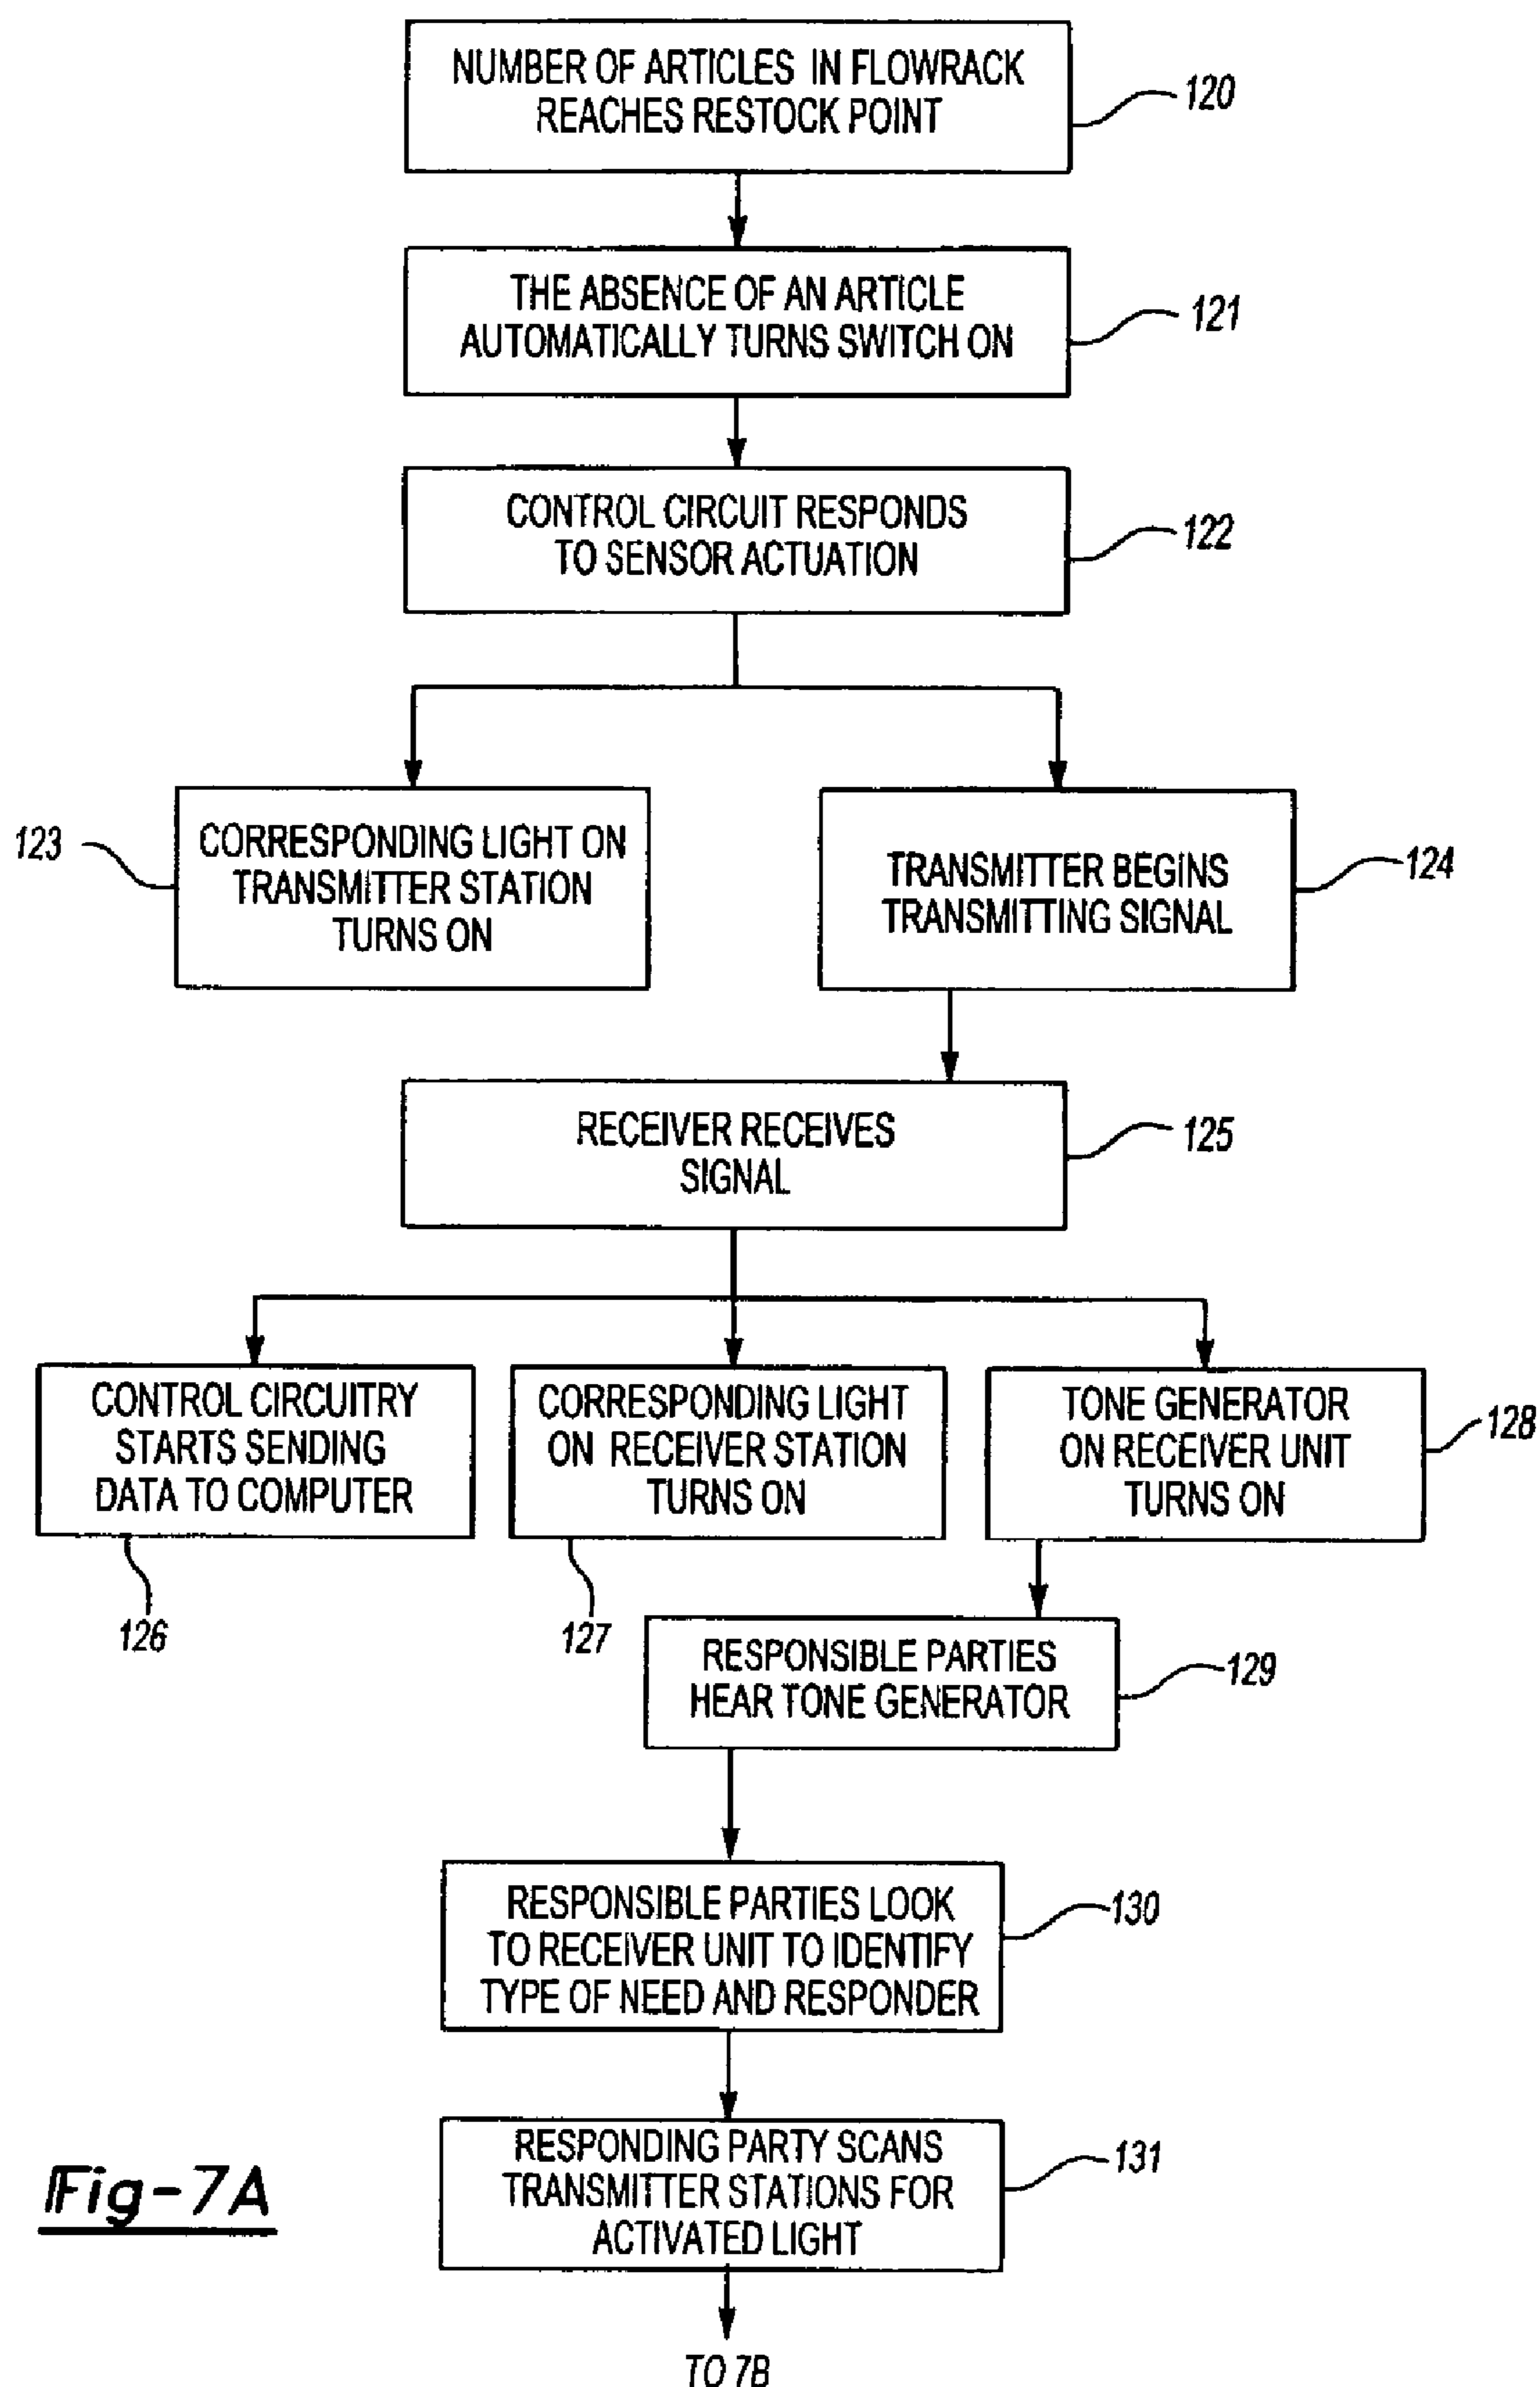 NUMBER OF ARTICLES IN FLOWRACK
REACHES RESTOCK POINT
120
THE ABSENCE OF AN ARTICLE
AUTOMATICALLY TURNS SWITCH ON
121
CONTROL CIRCUIT RESPONDS
TO SENSOR ACTUATION
122
123
CORRESPONDING LIGHT ON
TRANSMITTER STATION
TURNS ON
TRANSMITTER BEGINS
TRANSMITTING SIGNAL
124
RECEIVER RECEIVES
SIGNAL
125
CONTROL CIRCUITRY
STARTS SENDING
DATA TO COMPUTER
126
CORRESPONDING LIGHT
ON RECEIVER STATION
TURNS ON
127
TONE GENERATOR
ON RECEIVER UNIT
TURNS ON
128
RESPONSIBLE PARTIES
HEAR TONE GENERATOR
129
RESPONSIBLE PARTIES LOOK
TO RECEIVER UNIT TO IDENTIFY
TYPE OF NEED AND RESPONDER
130
RESPONDING PARTY SCANS
TRANSMITTER STATIONS FOR
ACTIVATED LIGHT
131
Fig-7A
TO 7B